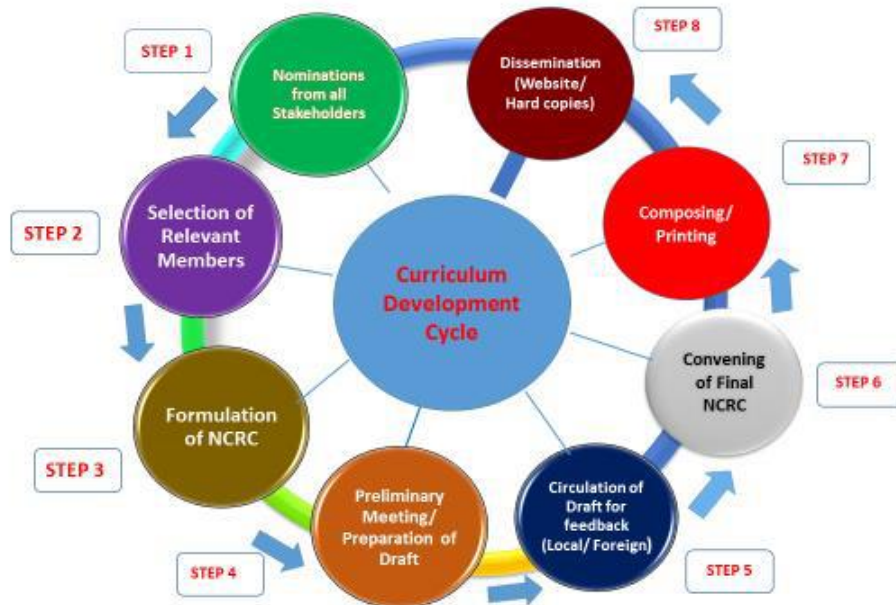 Curriculum
Development
Cycle
STEP 1
Nominations
from all
Stakeholders
STEP 2
Selection of
Relevant
Members
STEP 3
Formulation
of NCRC
STEP 4
Preliminary
Meeting/
Preparation of
Draft
STEP 5
Circulation of
Draft for
feedback
(Local/ Foreign)
STEP 6
Convening
of Final
NCRC
STEP 7
Composing/
Printing
STEP 8
Dissemination
(Website/
Hard copies)